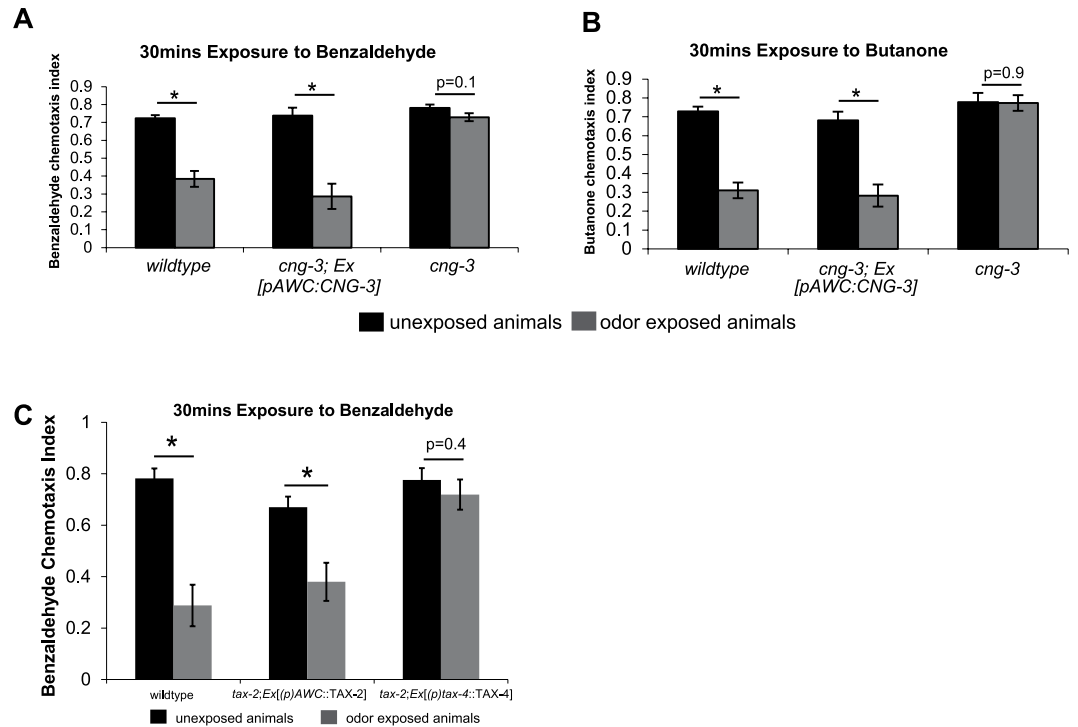 A
30mins Exposure to Benzaldehyde
Benzaldehyde chemotaxis index
0.9
0.8
0.7
0.6
0.5
0.4
0.3
0.2
0.1
0
*
*
p=0.1
wildtype
cng-3; Ex
[pAWC:CNG-3]
cng-3
B
30mins Exposure to Butanone
Butanone chemotaxis index
0.9
0.8
0.7
0.6
0.5
0.4
0.3
0.2
0.1
0
*
*
p=0.9
wildtype
cng-3; Ex
[pAWC:CNG-3]
cng-3
unexposed animals odor exposed animals
C
30mins Exposure to Benzaldehyde
Benzaldehyde Chemotaxis Index
1
0.8
0.6
0.4
0.2
0
*
*
p=0.4
wildtype
tax-2;Ex[(p)AWC::TAX-2]
tax-2;Ex[(p)tax-4::TAX-4]
unexposed animals odor exposed animals